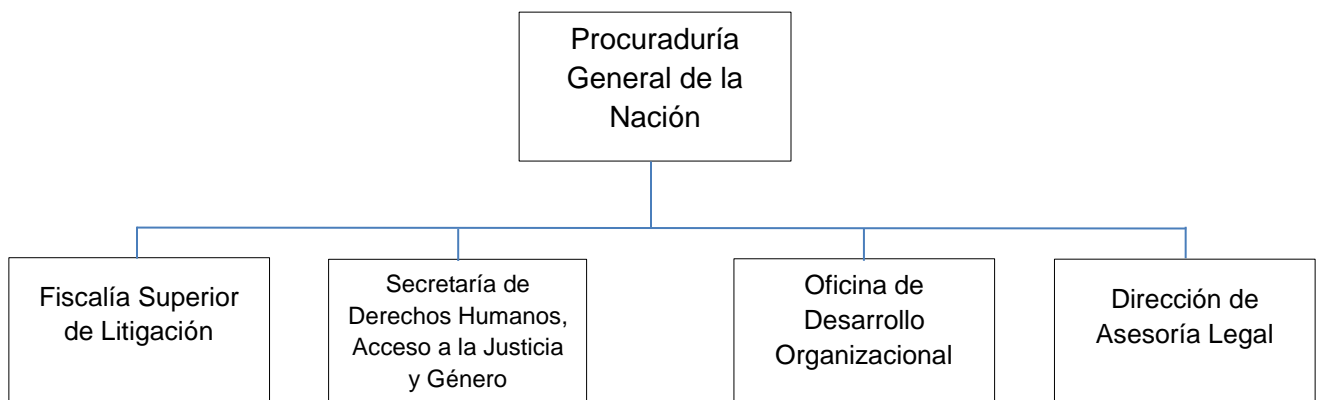 Procuraduría
General de la
Nación
Fiscalía Superior
de Litigación
Secretaría de
Derechos Humanos,
Acceso a la Justicia
y Género
Oficina de
Desarrollo
Organizacional
Dirección de
Asesoría Legal